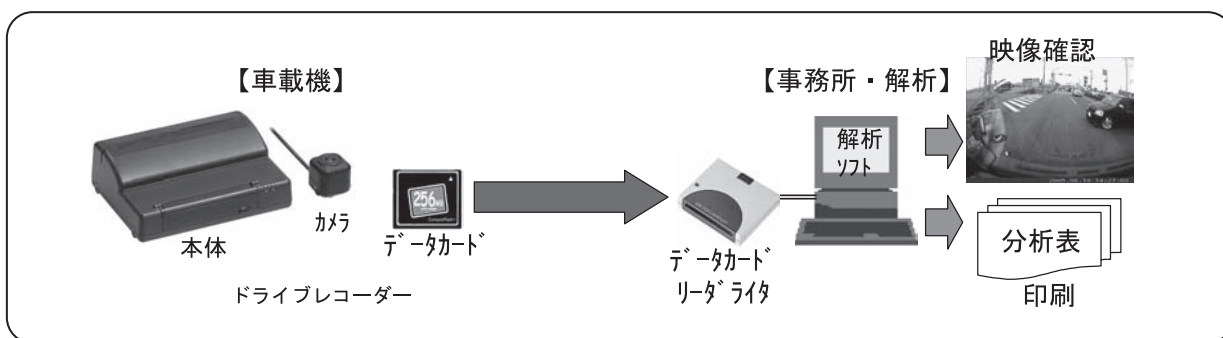 【車載機】
本体
カメラ
256MB
CompactFlash
データカード
ドライブレコーダー
【事務所・解析】
データカード
リーダライタ
解析
ソフト
映像確認
分析表
印刷